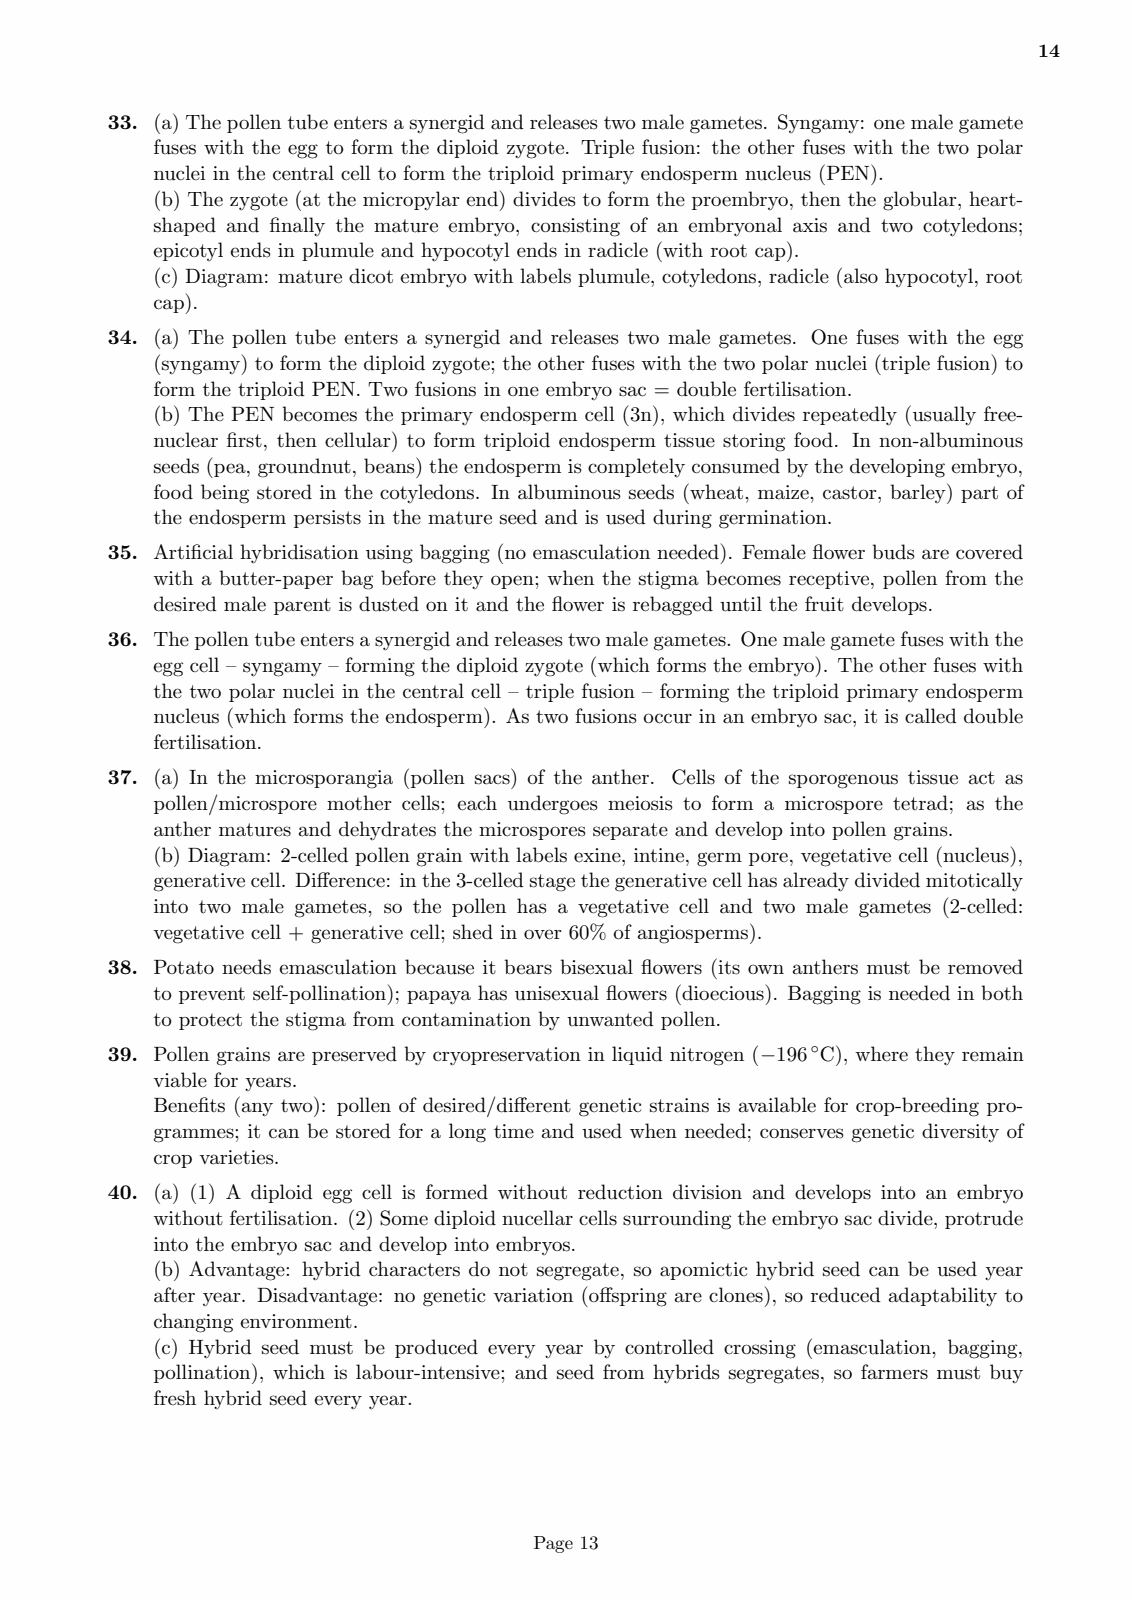 14
33. (a) The pollen tube enters a synergid and releases two male gametes. Syngamy: one male gamete
fuses with the egg to form the diploid zygote. Triple fusion: the other fuses with the two polar
nuclei in the central cell to form the triploid primary endosperm nucleus (PEN).
(b) The zygote (at the micropylar end) divides to form the proembryo, then the globular, heart-
shaped and finally the mature embryo, consisting of an embryonal axis and two cotyledons;
epicotyl ends in plumule and hypocotyl ends in radicle (with root cap).
(c) Diagram: mature dicot embryo with labels plumule, cotyledons, radicle (also hypocotyl, root
cap).
34. (a) The pollen tube enters a synergid and releases two male gametes. One fuses with the egg
(syngamy) to form the diploid zygote; the other fuses with the two polar nuclei (triple fusion) to
form the triploid PEN. Two fusions in one embryo sac = double fertilisation.
(b) The PEN becomes the primary endosperm cell (3n), which divides repeatedly (usually free-
nuclear first, then cellular) to form triploid endosperm tissue storing food. In non-albuminous
seeds (pea, groundnut, beans) the endosperm is completely consumed by the developing embryo,
food being stored in the cotyledons. In albuminous seeds (wheat, maize, castor, barley) part of
the endosperm persists in the mature seed and is used during germination.
35. Artificial hybridisation using bagging (no emasculation needed). Female flower buds are covered
with a butter-paper bag before they open; when the stigma becomes receptive, pollen from the
desired male parent is dusted on it and the flower is rebagged until the fruit develops.
36. The pollen tube enters a synergid and releases two male gametes. One male gamete fuses with the
egg cell – syngamy – forming the diploid zygote (which forms the embryo). The other fuses with
the two polar nuclei in the central cell – triple fusion – forming the triploid primary endosperm
nucleus (which forms the endosperm). As two fusions occur in an embryo sac, it is called double
fertilisation.
37. (a) In the microsporangia (pollen sacs) of the anther. Cells of the sporogenous tissue act as
pollen/microspore mother cells; each undergoes meiosis to form a microspore tetrad; as the
anther matures and dehydrates the microspores separate and develop into pollen grains.
(b) Diagram: 2-celled pollen grain with labels exine, intine, germ pore, vegetative cell (nucleus),
generative cell. Difference: in the 3-celled stage the generative cell has already divided mitotically
into two male gametes, so the pollen has a vegetative cell and two male gametes (2-celled:
vegetative cell + generative cell; shed in over 60% of angiosperms).
38. Potato needs emasculation because it bears bisexual flowers (its own anthers must be removed
to prevent self-pollination); papaya has unisexual flowers (dioecious). Bagging is needed in both
to protect the stigma from contamination by unwanted pollen.
39. Pollen grains are preserved by cryopreservation in liquid nitrogen (−196 °C), where they remain
viable for years.
Benefits (any two): pollen of desired/different genetic strains is available for crop-breeding pro-
grammes; it can be stored for a long time and used when needed; conserves genetic diversity of
crop varieties.
40. (a) (1) A diploid egg cell is formed without reduction division and develops into an embryo
without fertilisation. (2) Some diploid nucellar cells surrounding the embryo sac divide, protrude
into the embryo sac and develop into embryos.
(b) Advantage: hybrid characters do not segregate, so apomictic hybrid seed can be used year
after year. Disadvantage: no genetic variation (offspring are clones), so reduced adaptability to
changing environment.
(c) Hybrid seed must be produced every year by controlled crossing (emasculation, bagging,
pollination), which is labour-intensive; and seed from hybrids segregates, so farmers must buy
fresh hybrid seed every year.
Page 13